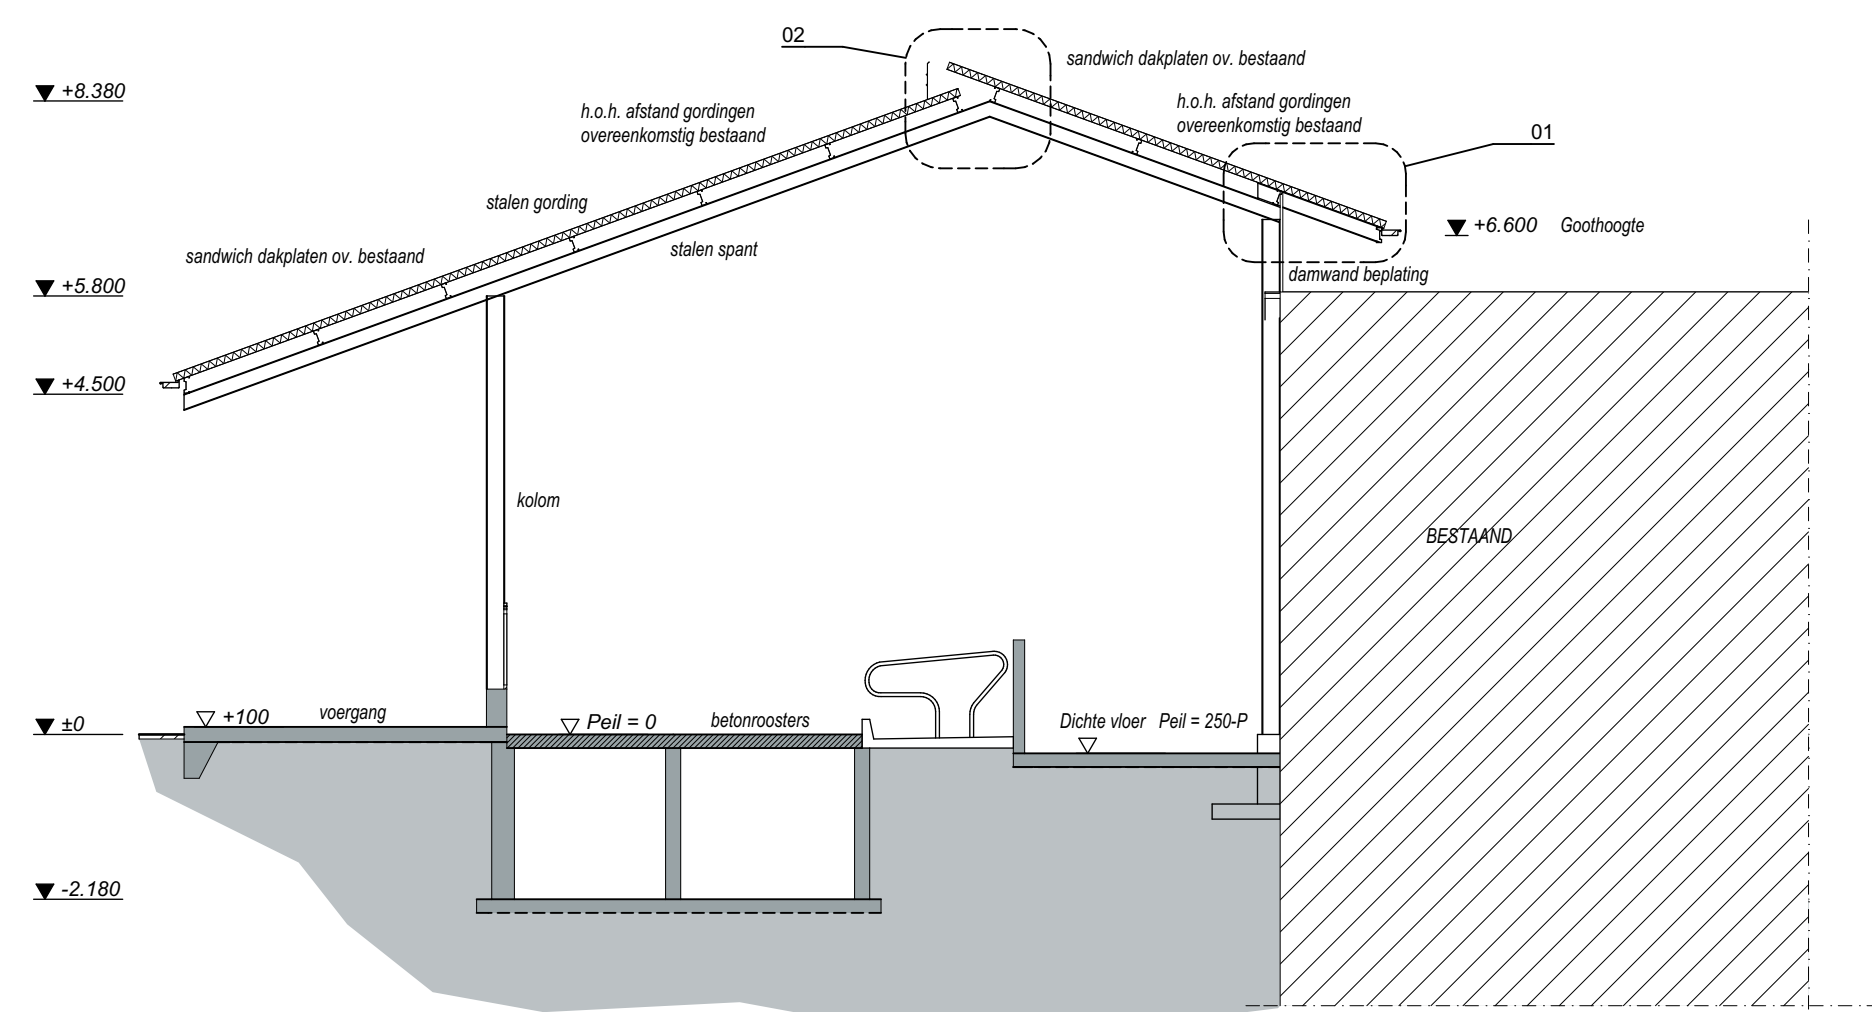 02
sandwich dakplaten ov. bestaand
+8.380
h.o.h. afstand gordingen
overeenkomstig bestaand
h.o.h. afstand gordingen
overeenkomstig bestaand
01
stalen gording
stalen spant
+6.600 Goothoogte
sandwich dakplaten ov. bestaand
damwand beplating
+5.800
+4.500
kolom
BESTAAND
±0
+100
voergang
Peil = 0
betonroosters
Dichte vloer Peil = 250-P
-2.180